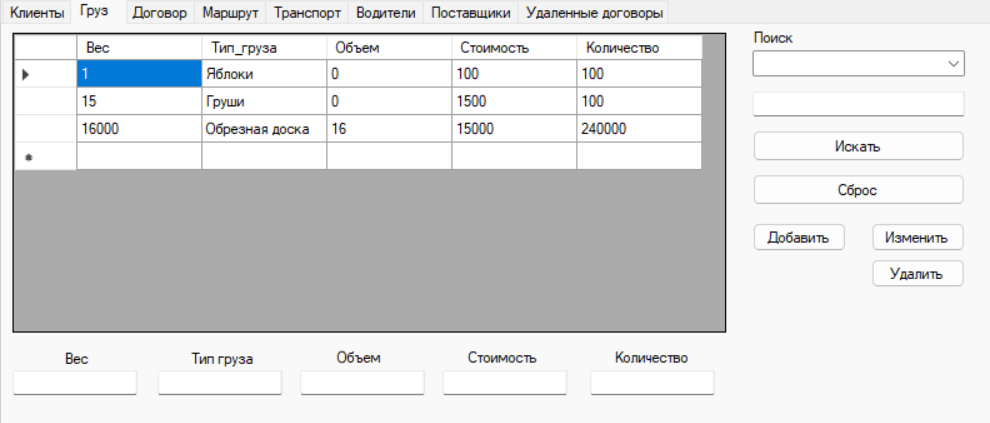 Клиенты Груз Договор Маршрут Транспорт Водители Поставщики Удаленные договоры
Вес Тип_груза Объем Стоимость Количество
1 Яблоки 0 100 100
15 Груши 0 1500 100
16000 Обрезная доска 16 15000 240000
Поиск
Искать
Сброс
Добавить Изменить
Удалить
Вес Тип груза Объем Стоимость Количество